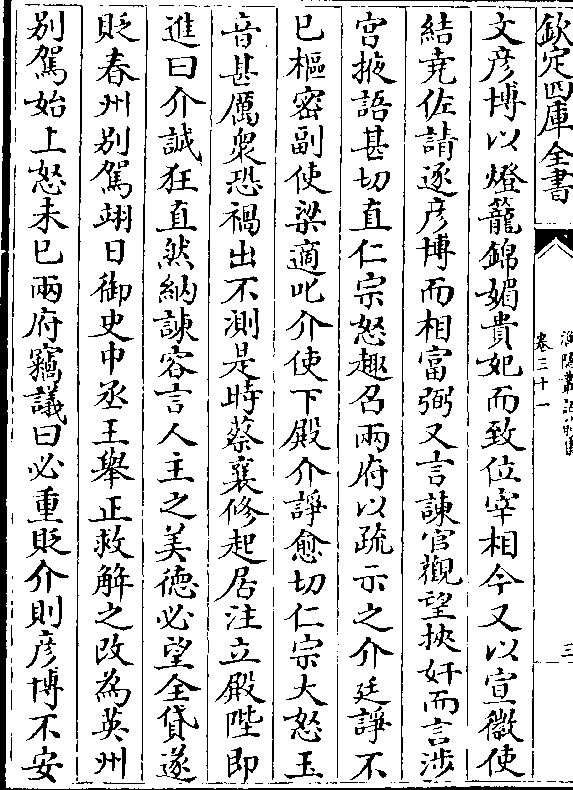 欽定四庫全書
卷三十一
三
文彦博以燈籠錦媚貴妃而致位宰相今又以宣徽使
結堯佐請逐彦博而相富弼又言諫官觀望挾奸而言涉
宫掖語甚切直仁宗怒趣召兩府以疏示之介廷諍不
已樞密副使梁適叱介使下殿介諍愈切仁宗大怒玉
音甚厲衆恐禍出不測是時蔡襄修起居注立殿陛即
進曰介誠狂直然納諫容言人主之美德必望全貸遂
貶春州别駕翊日御史中丞王舉正救解之改為英州
别駕始上怒未已兩府竊議曰必重貶介則彦博不安